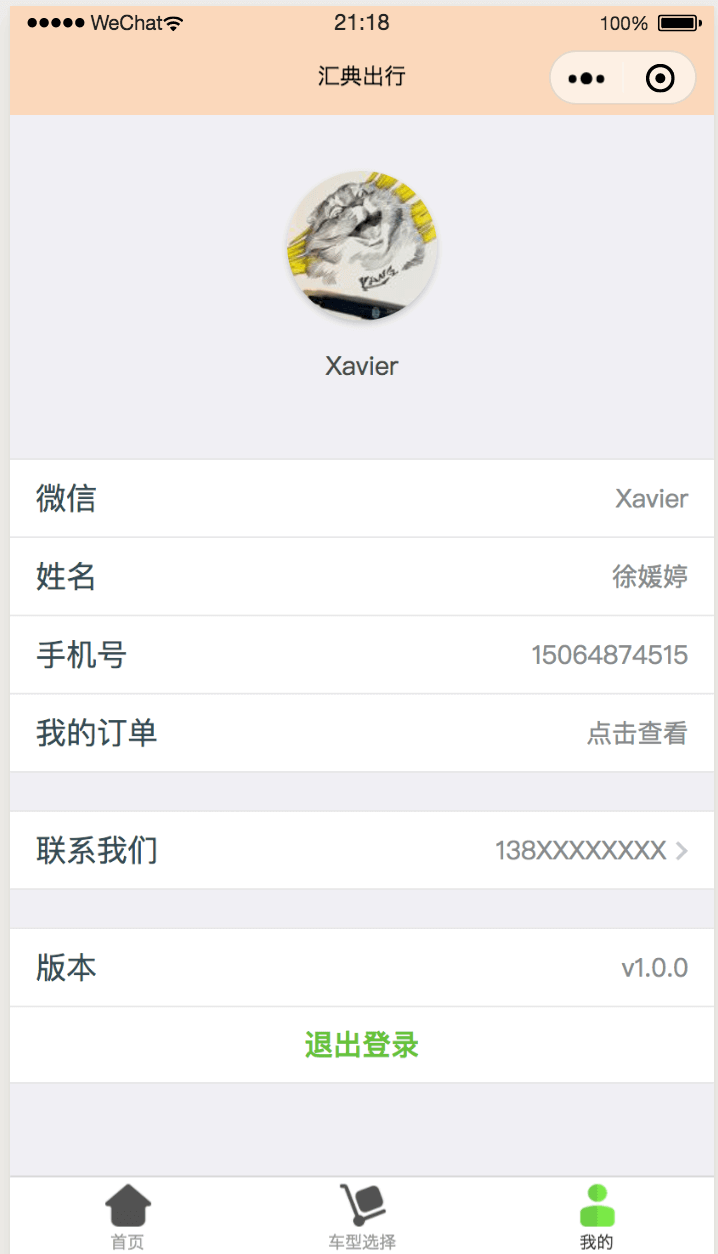 WeChat 21:18 100%
汇典出行
KANG
Xavier
微信 Xavier
姓名 徐媛婷
手机号 15064874515
我的订单 点击查看
联系我们 138XXXXXXXX
版本 v1.0.0
退出登录
首页 车型选择 我的